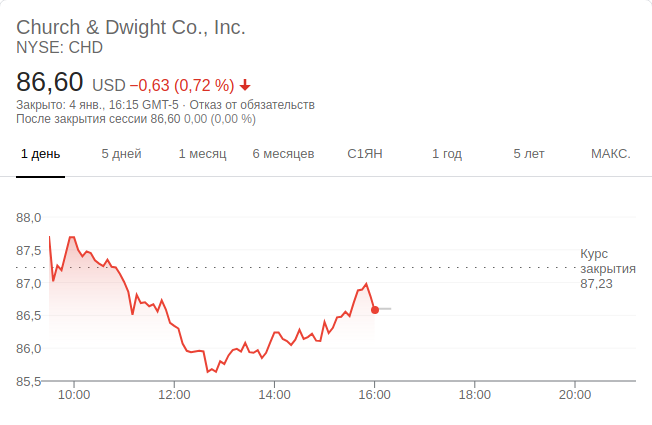 Church & Dwight Co., Inc.
NYSE: CHD
86,60 USD −0,63 (0,72 %)
Закрыто: 4 янв., 16:15 GMT-5 · Отказ от обязательств
После закрытия сессии 86,60 0,00 (0,00 %)
1 день 5 дней 1 месяц 6 месяцев С1ЯН 1 год 5 лет МАКС.
88,0
87,5
87,0
86,5
86,0
85,5
Курс
закрытия
87,23
10:00 12:00 14:00 16:00 18:00 20:00